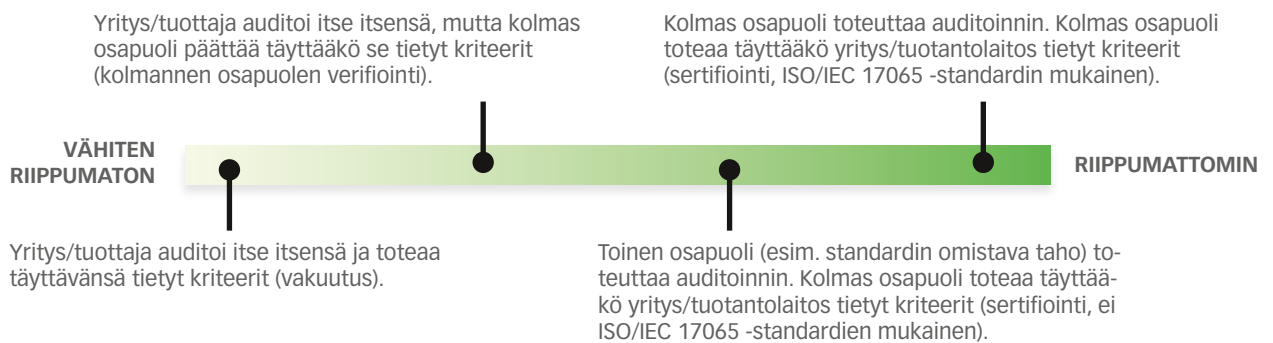 Yritys/tuottaja auditoi itse itsensä, mutta kolmas
osapuoli päättää täyttääkö se tietyt kriteerit
(kolmannen osapuolen verifiointi).
Kolmas osapuoli toteuttaa auditoinnin. Kolmas osapuoli
toteaa täyttääkö yritys/tuotantolaitos tietyt kriteerit
(sertifiointi, ISO/IEC 17065 -standardin mukainen).
VÄHITEN
RIIPPUMATON
RIIPPUMATTOMIN
Yritys/tuottaja auditoi itse itsensä ja toteaa
täyttävänsä tietyt kriteerit (vakuutus).
Toinen osapuoli (esim. standardin omistava taho) to-
teuttaa auditoinnin. Kolmas osapuoli toteaa täyttää-
kö yritys/tuotantolaitos tietyt kriteerit (sertifiointi, ei
ISO/IEC 17065 -standardien mukainen).